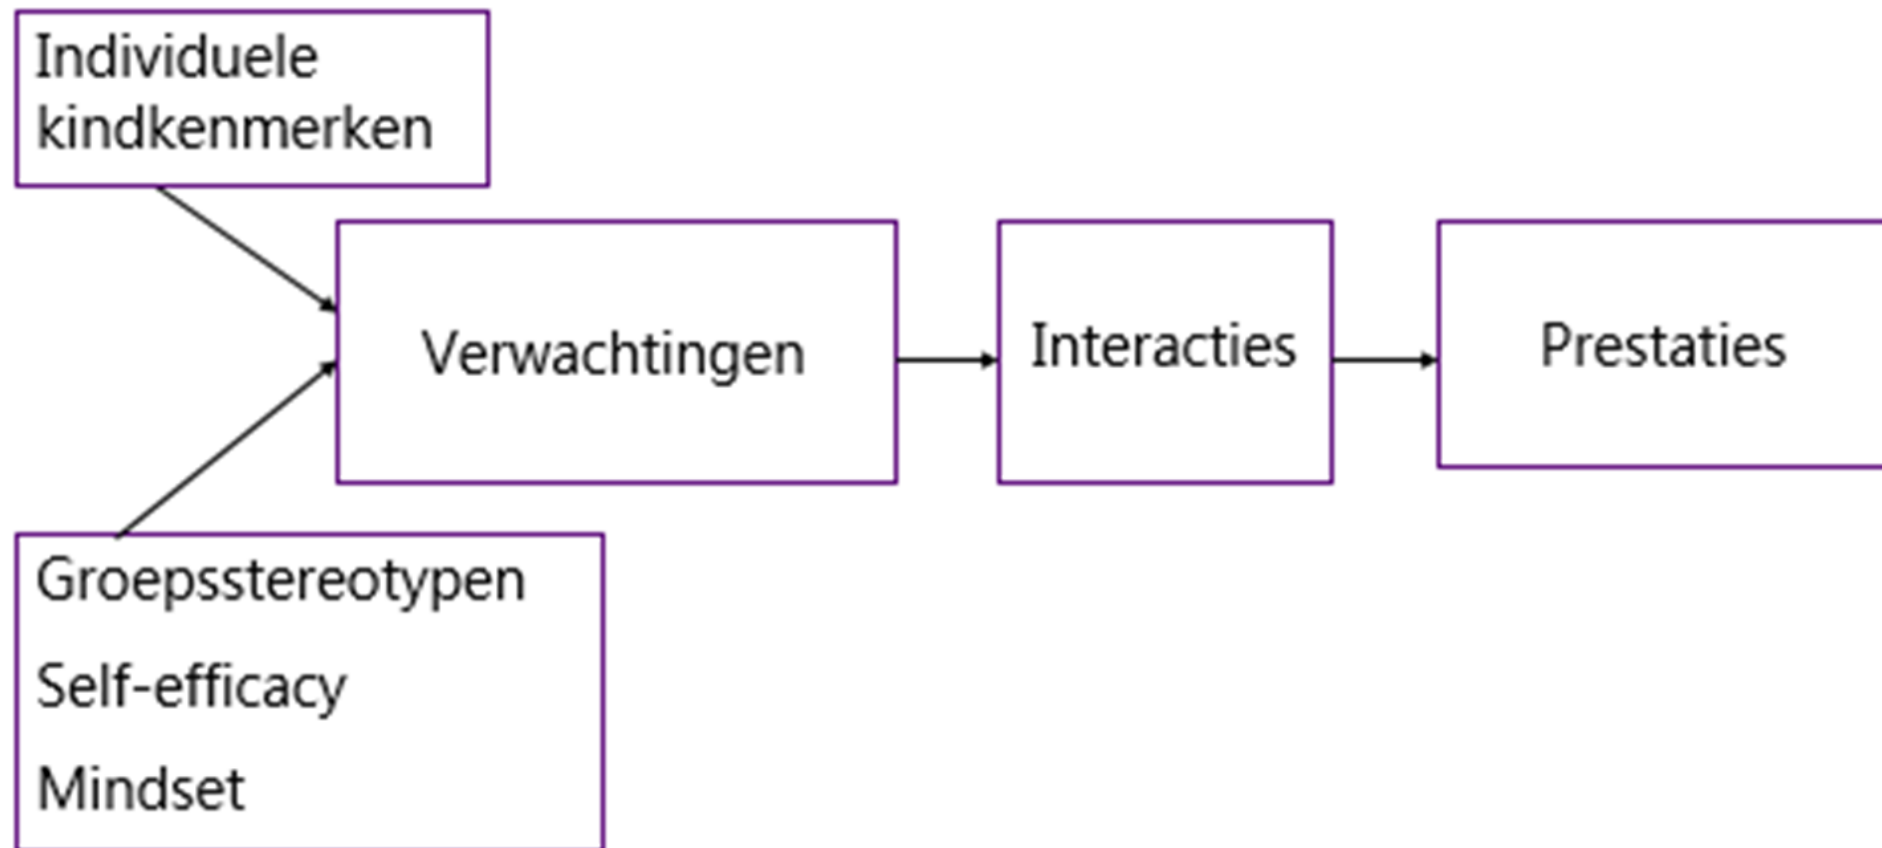 Individuele
kindkenmerken
Verwachtingen
Interacties
Prestaties
Groepsstereotypen
Self-efficacy
Mindset